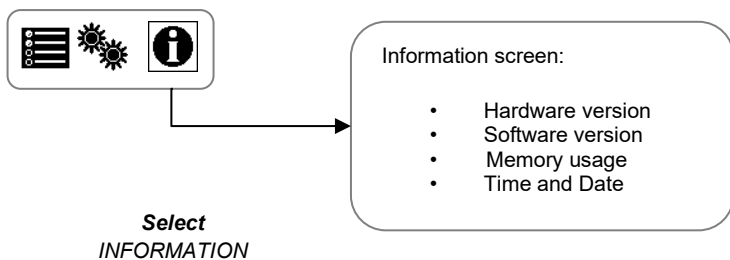 Information screen:
• Hardware version
• Software version
• Memory usage
• Time and Date
Select
INFORMATION